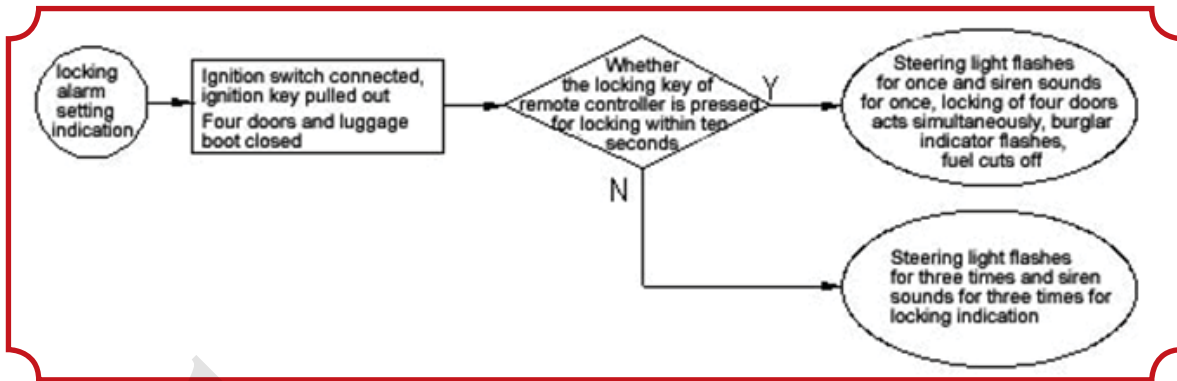 locking
alarm
setting
indication
Ignition switch connected,
ignition key pulled out
Four doors and luggage
boot closed
Whether
the locking key of
remote controller is pressed
for locking within ten
seconds
Y
N
Steering light flashes
for once and siren sounds
for once, locking of four doors
acts simultaneously, burglar
indicator flashes,
fuel cuts off
Steering light flashes
for three times and siren
sounds for three times for
locking indication